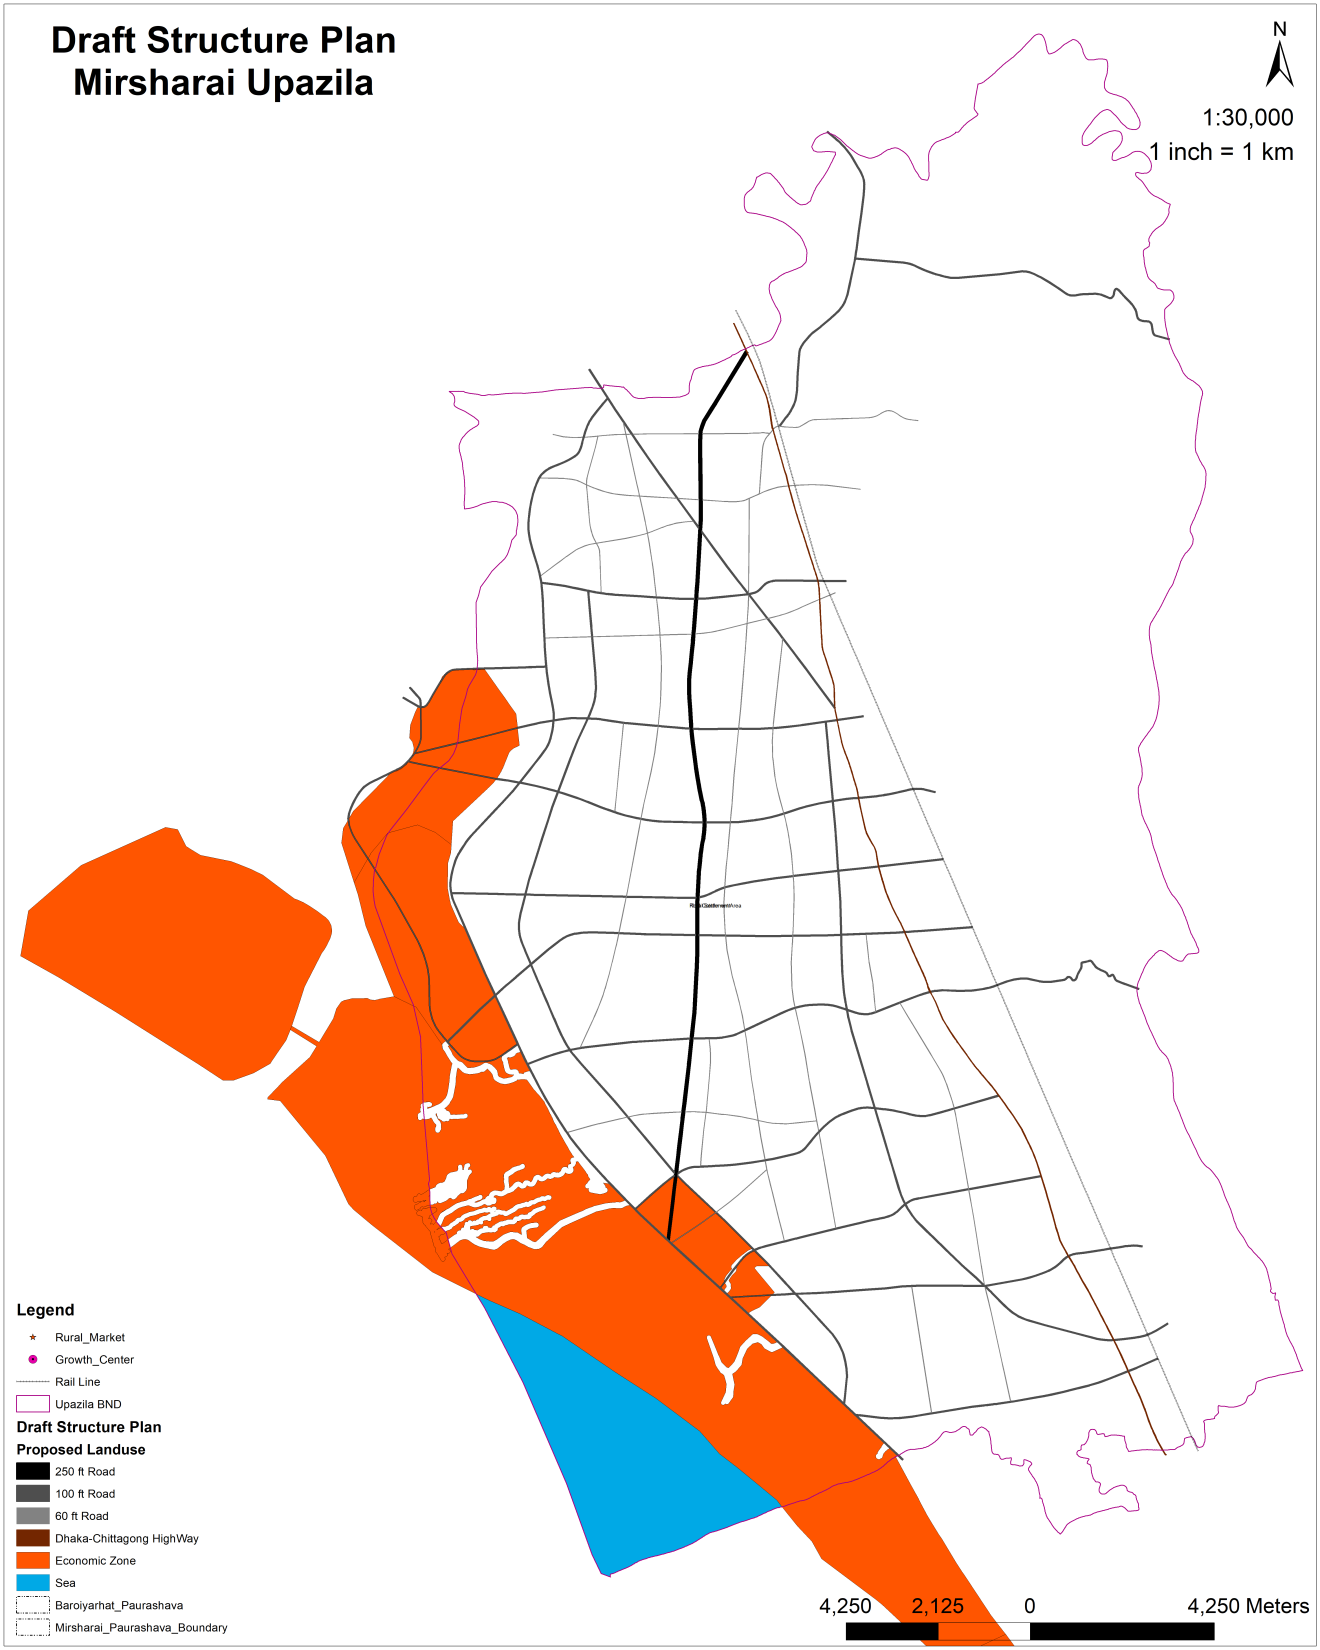 Draft Structure Plan
Mirsharai Upazila
N
1:30,000
1 inch = 1 km
Legend
Rural_Market
Growth_Center
Rail Line
Upazila BND
Draft Structure Plan
Proposed Landuse
250 ft Road
100 ft Road
60 ft Road
Dhaka-Chittagong HighWay
Economic Zone
Sea
Baroiyarhat_Paurashava
Mirsharai_Paurashava_Boundary
4,250 2,125 0 4,250 Meters